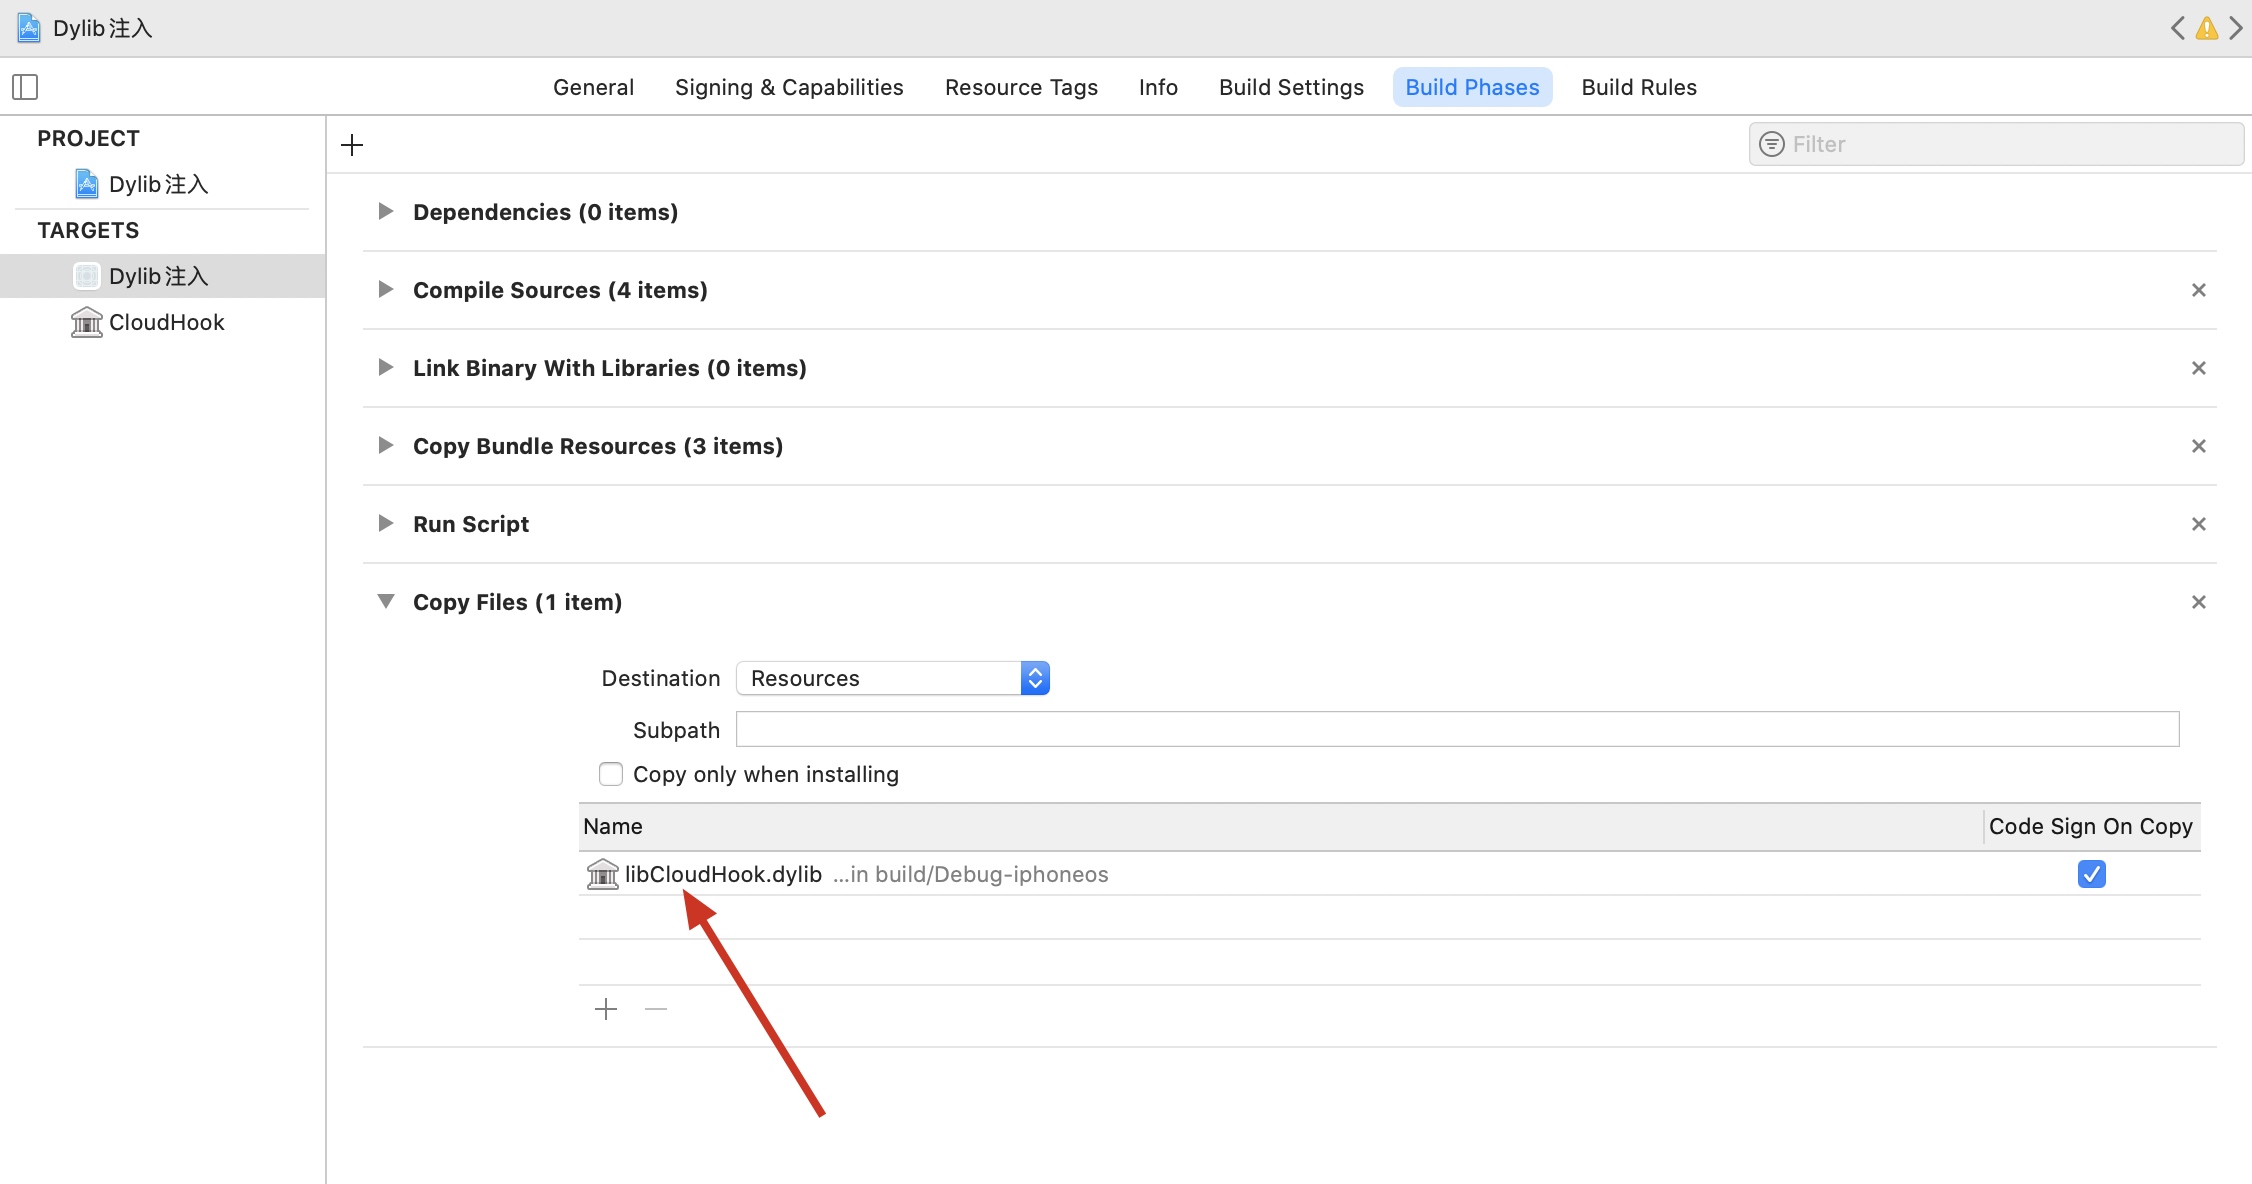 Dylib注入
General Signing & Capabilities Resource Tags Info Build Settings Build Phases Build Rules
PROJECT
Dylib注入
TARGETS
Dylib注入
CloudHook
Filter
Dependencies (0 items)
Compile Sources (4 items)
Link Binary With Libraries (0 items)
Copy Bundle Resources (3 items)
Run Script
Copy Files (1 item)
Destination Resources
Subpath
Copy only when installing
Name Code Sign On Copy
libCloudHook.dylib ...in build/Debug-iphoneos